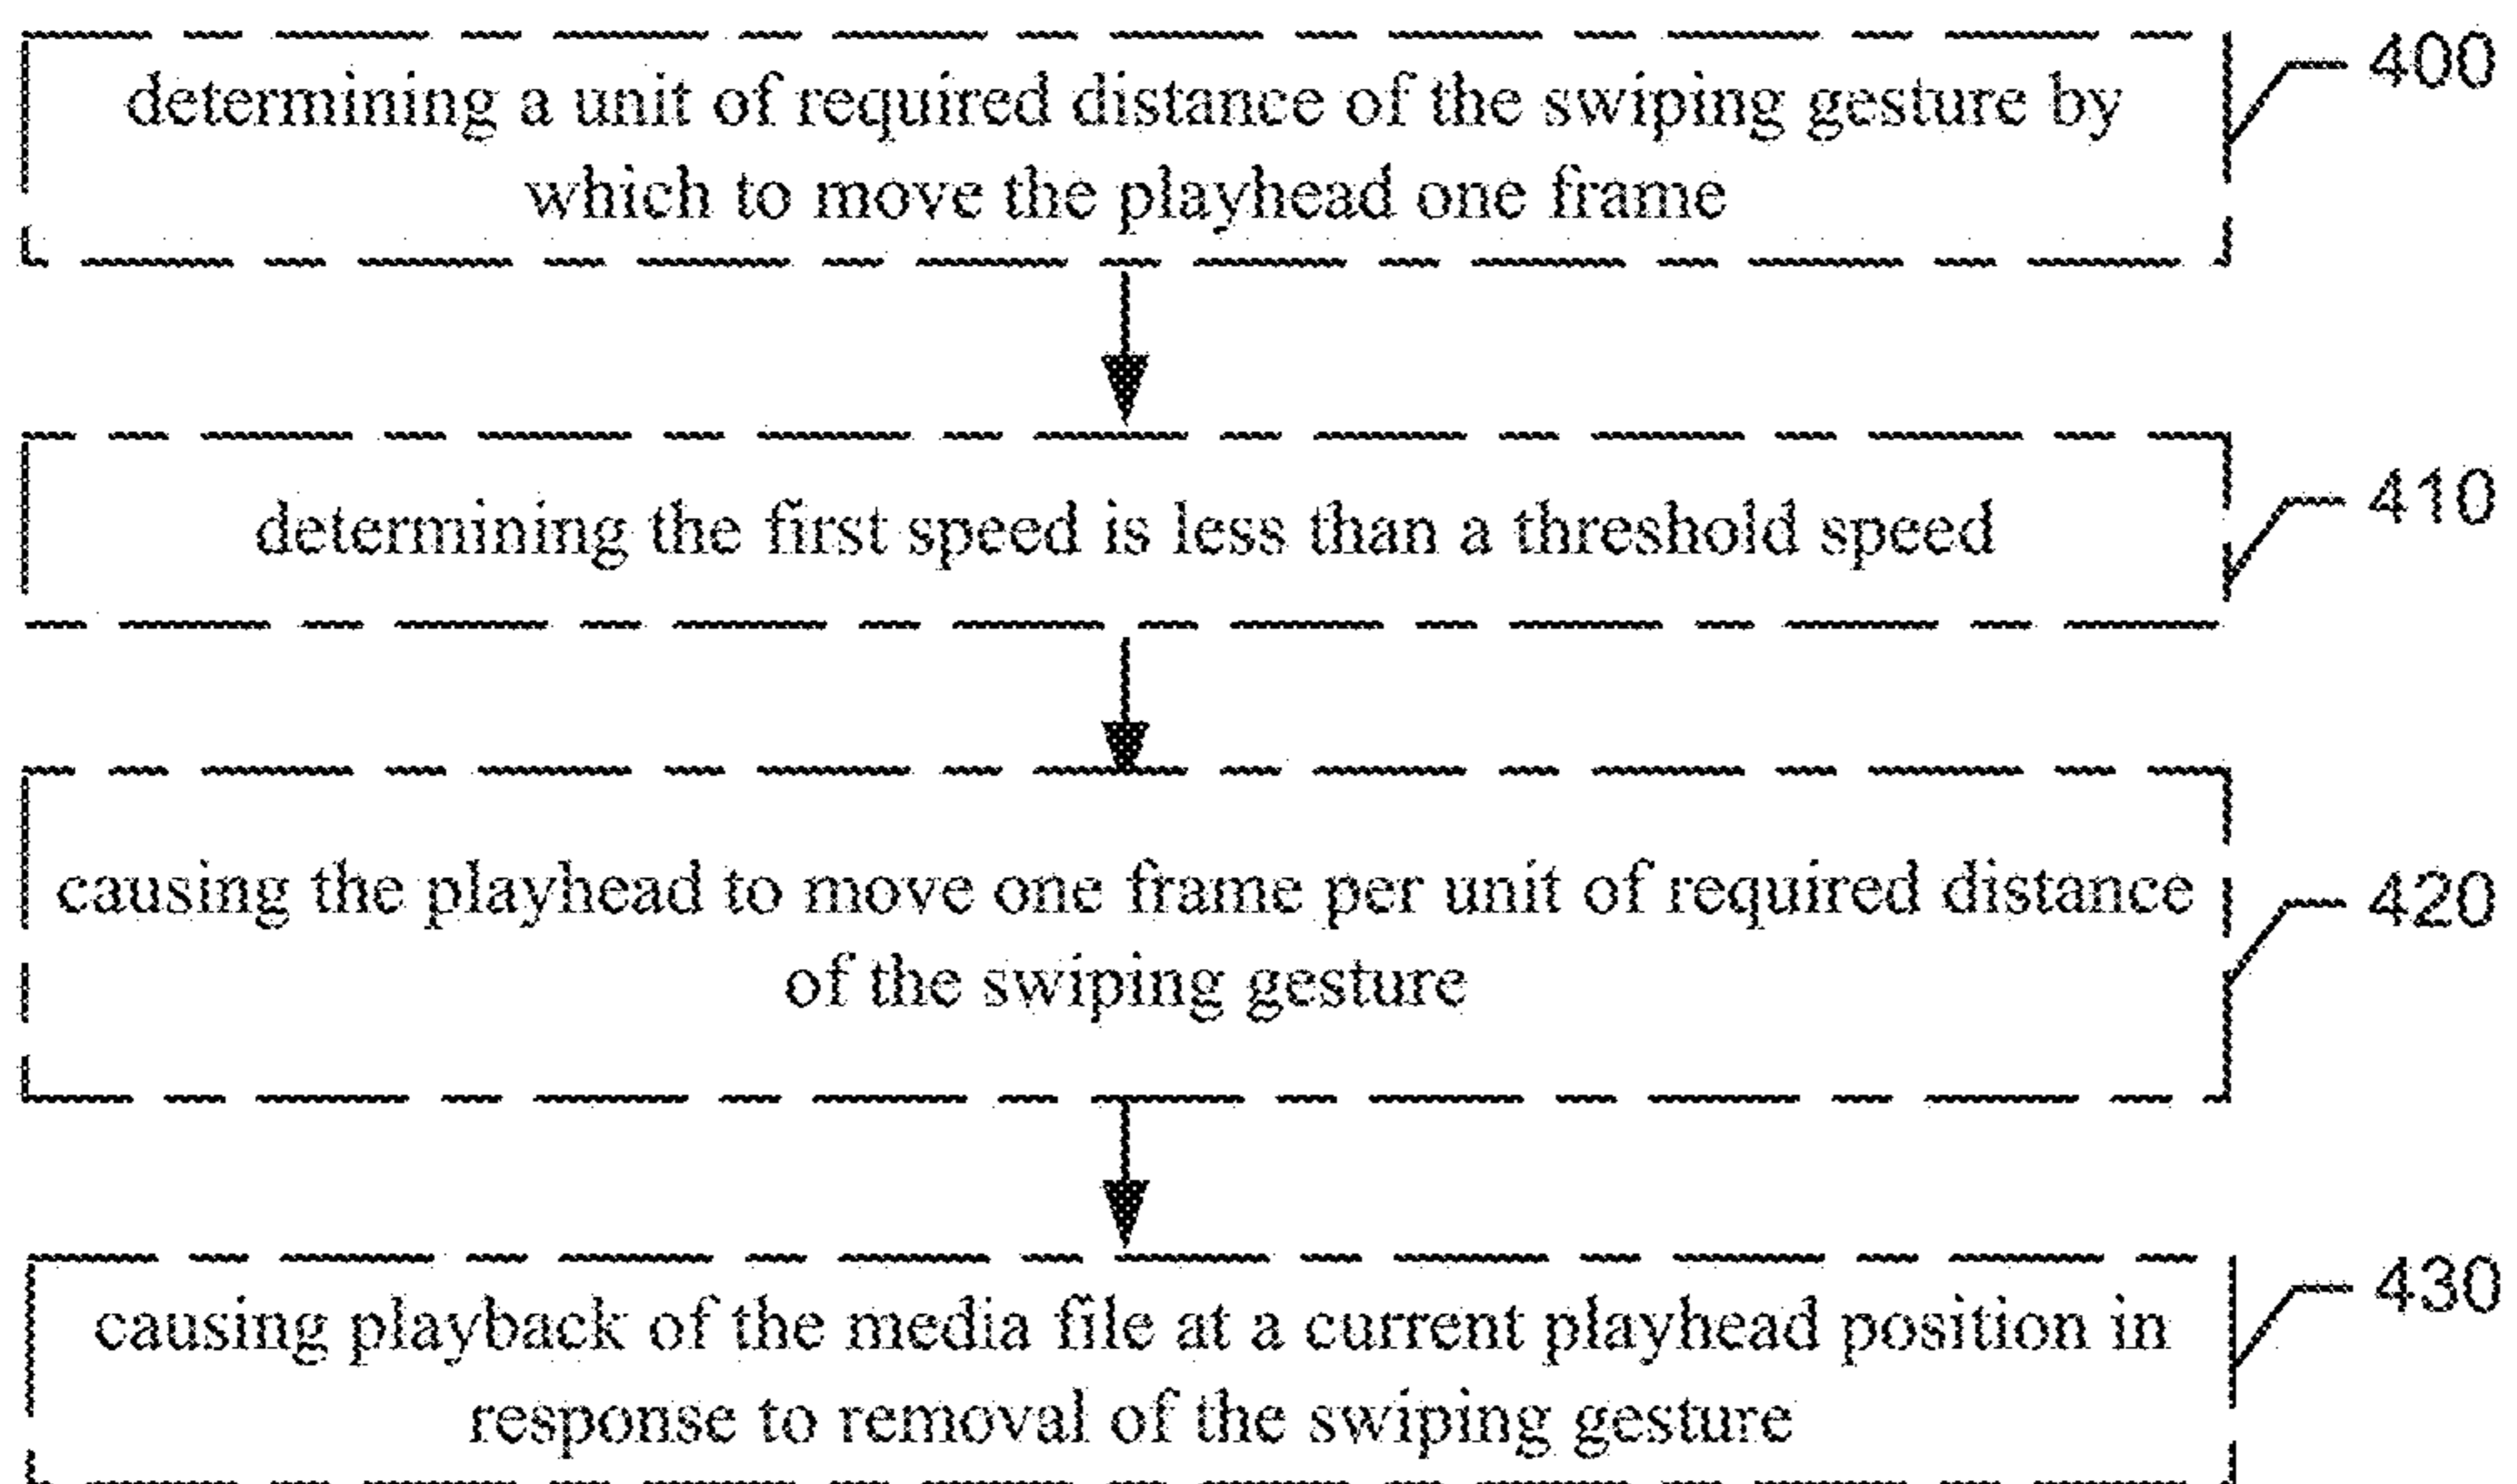 determining a unit of required distance of the swiping gesture by
which to move the playhead one frame
400
determining the first speed is less than a threshold speed
410
causing the playhead to move one frame per unit of required distance
of the swiping gesture
420
causing playback of the media file at a current playhead position in
response to removal of the swiping gesture
430